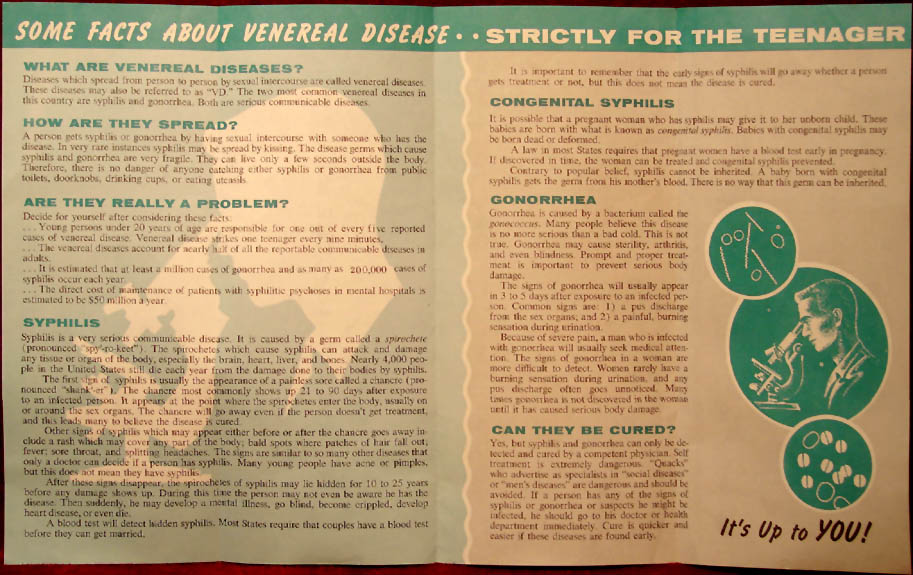 SOME FACTS ABOUT VENEREAL DISEASE · · STRICTLY FOR THE TEENAGER
WHAT ARE VENEREAL DISEASES?
Diseases which spread from person to person by sexual intercourse are called venereal diseases.
These diseases may also be referred to as "VD." The two most common venereal diseases in
this country are syphilis and gonorrhea. Both are serious communicable diseases.
HOW ARE THEY SPREAD?
A person gets syphilis or gonorrhea by having sexual intercourse with someone who has the
disease. In very rare instances syphilis may be spread by kissing. The disease germs which cause
syphilis and gonorrhea are very fragile. They can live only a few seconds outside the body.
Therefore, there is no danger of anyone catching either syphilis or gonorrhea from public
toilets, doorknobs, drinking cups, or eating utensils.
ARE THEY REALLY A PROBLEM?
Decide for yourself after considering these facts:
. . . Young persons under 20 years of age are responsible for one out of every five reported
cases of venereal disease. Venereal disease strikes one teenager every nine minutes.
. . . The venereal diseases account for nearly half of all the reportable communicable diseases in
adults.
. . . It is estimated that at least a million cases of gonorrhea and as many as 200,000 cases of
syphilis occur each year.
. . . The direct cost of maintenance of patients with syphilitic psychoses in mental hospitals is
estimated to be $50 million a year.
SYPHILIS
Syphilis is a very serious communicable disease. It is caused by a germ called a spirochete
(pronounced "spy'-ro-keet"). The spirochetes which cause syphilis can attack and damage
any tissue or organ of the body, especially the brain, heart, liver, and bones. Nearly 4,000 peo-
ple in the United States still die each year from the damage done to their bodies by syphilis.
The first sign of syphilis is usually the appearance of a painless sore called a chancre (pro-
nounced "shank'-er"). The chancre most commonly shows up 21 to 90 days after exposure
to an infected person. It appears at the point where the spirochetes enter the body, usually on
or around the sex organs. The chancre will go away even if the person doesn't get treatment,
and this leads many to believe the disease is cured.
Other signs of syphilis which may appear either before or after the chancre goes away in-
clude a rash which may cover any part of the body; bald spots where patches of hair fall out;
fever; sore throat, and splitting headaches. The signs are similar to so many other diseases that
only a doctor can decide if a person has syphilis. Many young people have acne or pimples,
but this does not mean they have syphilis.
After these signs disappear, the spirochetes of syphilis may lie hidden for 10 to 25 years
before any damage shows up. During this time the person may not even be aware he has the
disease. Then suddenly, he may develop a mental illness, go blind, become crippled, develop
heart disease, or even die.
A blood test will detect hidden syphilis. Most States require that couples have a blood test
before they can get married.
It is important to remember that the early signs of syphilis will go away whether a person
gets treatment or not, but this does not mean the disease is cured.
CONGENITAL SYPHILIS
It is possible that a pregnant woman who has syphilis may give it to her unborn child. These
babies are born with what is known as congenital syphilis. Babies with congenital syphilis may
be born dead or deformed.
A law in most States requires that pregnant women have a blood test early in pregnancy.
If discovered in time, the woman can be treated and congenital syphilis prevented.
Contrary to popular belief, syphilis cannot be inherited. A baby born with congenital
syphilis gets the germ from his mother's blood. There is no way that this germ can be inherited.
GONORRHEA
Gonorrhea is caused by a bacterium called the
gonococcus. Many people believe this disease
is no more serious than a bad cold. This is not
true. Gonorrhea may cause sterility, arthritis,
and even blindness. Prompt and proper treat-
ment is important to prevent serious body
damage.
The signs of gonorrhea will usually appear
in 3 to 5 days after exposure to an infected per-
son. Common signs are: 1) a pus discharge
from the sex organs; and 2) a painful, burning
sensation during urination.
Because of severe pain, a man who is infected
with gonorrhea will usually seek medical atten-
tion. The signs of gonorrhea in a woman are
more difficult to detect. Women rarely have a
burning sensation during urination, and any
pus discharge often goes unnoticed. Many
times gonorrhea is not discovered in the woman
until it has caused serious body damage.
CAN THEY BE CURED?
Yes, but syphilis and gonorrhea can only be de-
tected and cured by a competent physician. Self
treatment is extremely dangerous. "Quacks"
who advertise as specialists in "social diseases"
or "men's diseases" are dangerous and should be
avoided. If a person has any of the signs of
syphilis or gonorrhea or suspects he might be
infected, he should go to his doctor or health
department immediately. Cure is quicker and
easier if these diseases are found early.
It's Up to YOU!